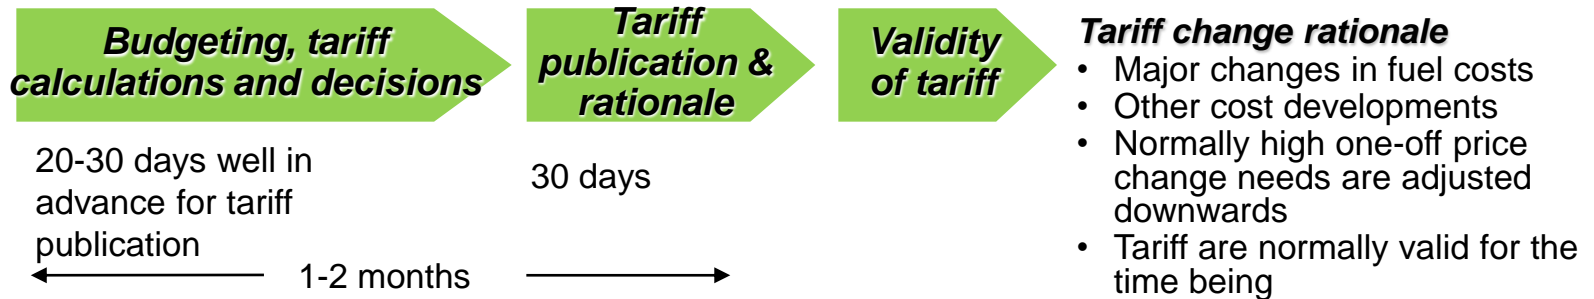 Budgeting, tariff
calculations and decisions
Tariff
publication &
rationale
Validity
of tariff
20-30 days well in
advance for tariff
publication
30 days
1-2 months
Tariff change rationale
• Major changes in fuel costs
• Other cost developments
• Normally high one-off price
change needs are adjusted
downwards
• Tariff are normally valid for the
time being